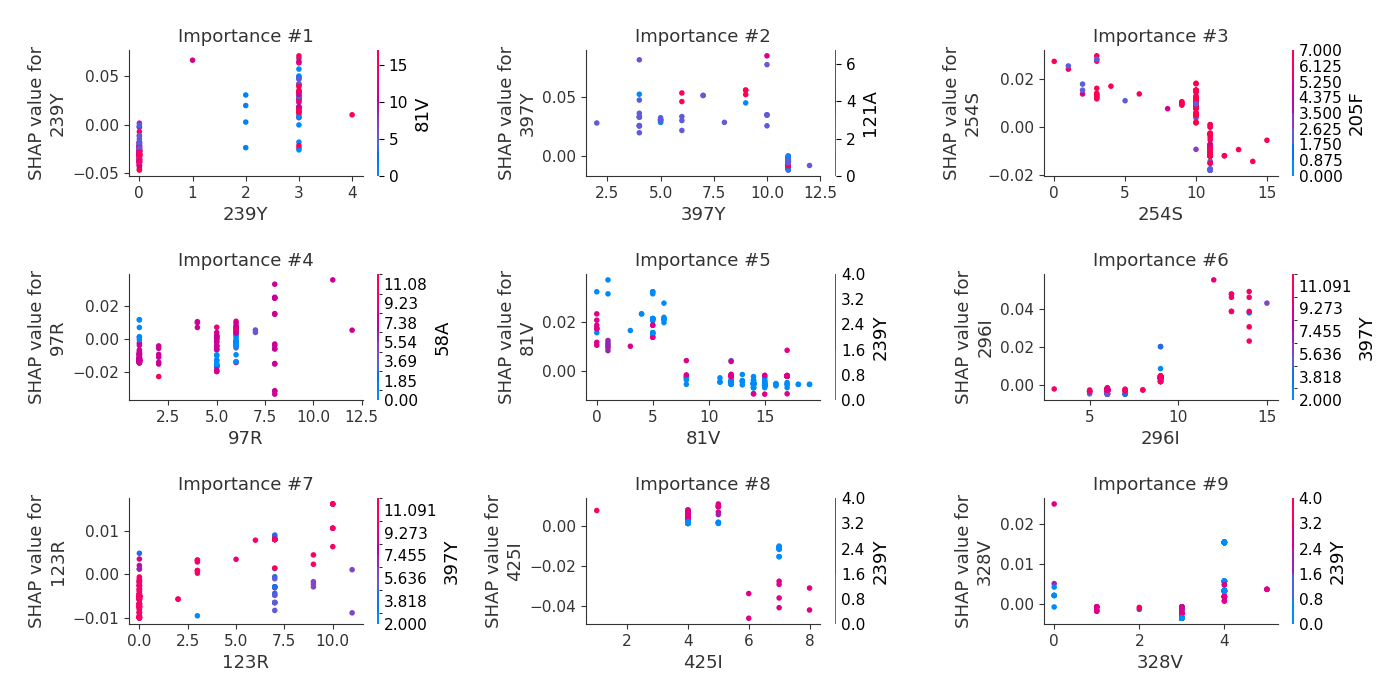 Importance #1
SHAP value for
239Y
0.05
0.00
−0.05
0
1
2
3
4
239Y
15
10
5
0
81V
Importance #2
SHAP value for
397Y
0.05
0.00
2.5
5.0
7.5
10.0
12.5
397Y
6
4
2
0
121A
Importance #3
SHAP value for
254S
0.02
0.00
−0.02
0
5
10
15
254S
7.000
6.125
5.250
4.375
3.500
2.625
1.750
0.875
0.000
205F
Importance #4
SHAP value for
97R
0.02
0.00
−0.02
2.5
5.0
7.5
10.0
12.5
97R
11.08
9.23
7.38
5.54
3.69
1.85
0.00
58A
Importance #5
SHAP value for
81V
0.02
0.00
0
5
10
15
81V
4.0
3.2
2.4
1.6
0.8
0.0
239Y
Importance #6
SHAP value for
296I
0.04
0.02
0.00
5
10
15
296I
11.091
9.273
7.455
5.636
3.818
2.000
397Y
Importance #7
SHAP value for
123R
0.01
0.00
−0.01
0.0
2.5
5.0
7.5
10.0
123R
11.091
9.273
7.455
5.636
3.818
2.000
397Y
Importance #8
SHAP value for
425I
0.00
−0.02
−0.04
2
4
6
8
425I
4.0
3.2
2.4
1.6
0.8
0.0
239Y
Importance #9
SHAP value for
328V
0.02
0.01
0.00
0
2
4
328V
4.0
3.2
2.4
1.6
0.8
0.0
239Y